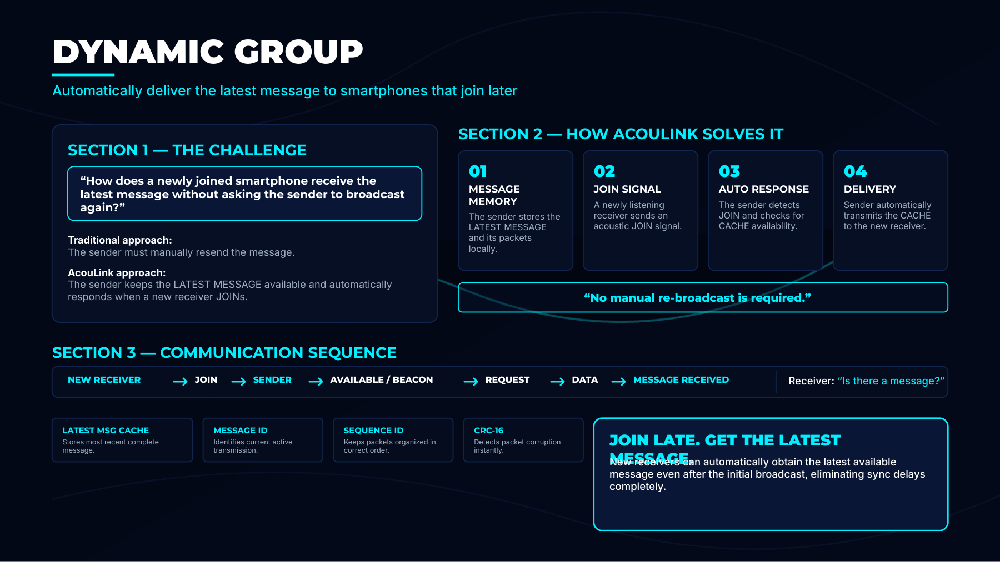 DYNAMIC GROUP
Automatically deliver the latest message to smartphones that join later
SECTION 1 — THE CHALLENGE
“How does a newly joined smartphone receive the
latest message without asking the sender to broadcast
again?”
Traditional approach:
The sender must manually resend the message.
AcouLink approach:
The sender keeps the LATEST MESSAGE available and automatically
responds when a new receiver JOINs.
SECTION 2 — HOW ACOULINK SOLVES IT
01
MESSAGE
MEMORY
The sender stores the
LATEST MESSAGE
and its packets
locally.
02
JOIN SIGNAL
A newly listening
receiver sends an
acoustic JOIN signal.
03
AUTO RESPONSE
The sender detects
JOIN and checks for
CACHE availability.
04
DELIVERY
Sender automatically
transmits the CACHE
to the new receiver.
“No manual re-broadcast is required.”
SECTION 3 — COMMUNICATION SEQUENCE
NEW RECEIVER → JOIN → SENDER → AVAILABLE / BEACON → REQUEST → DATA → MESSAGE RECEIVED Receiver: “Is there a message?”
LATEST MSG CACHE
Stores most recent complete
message.
MESSAGE ID
Identifies current active
transmission.
SEQUENCE ID
Keeps packets organized in
correct order.
CRC-16
Detects packet corruption
instantly.
JOIN LATE. GET THE LATEST
MESSAGE.
New receivers can automatically obtain the latest available
message even after the initial broadcast, eliminating sync delays
completely.